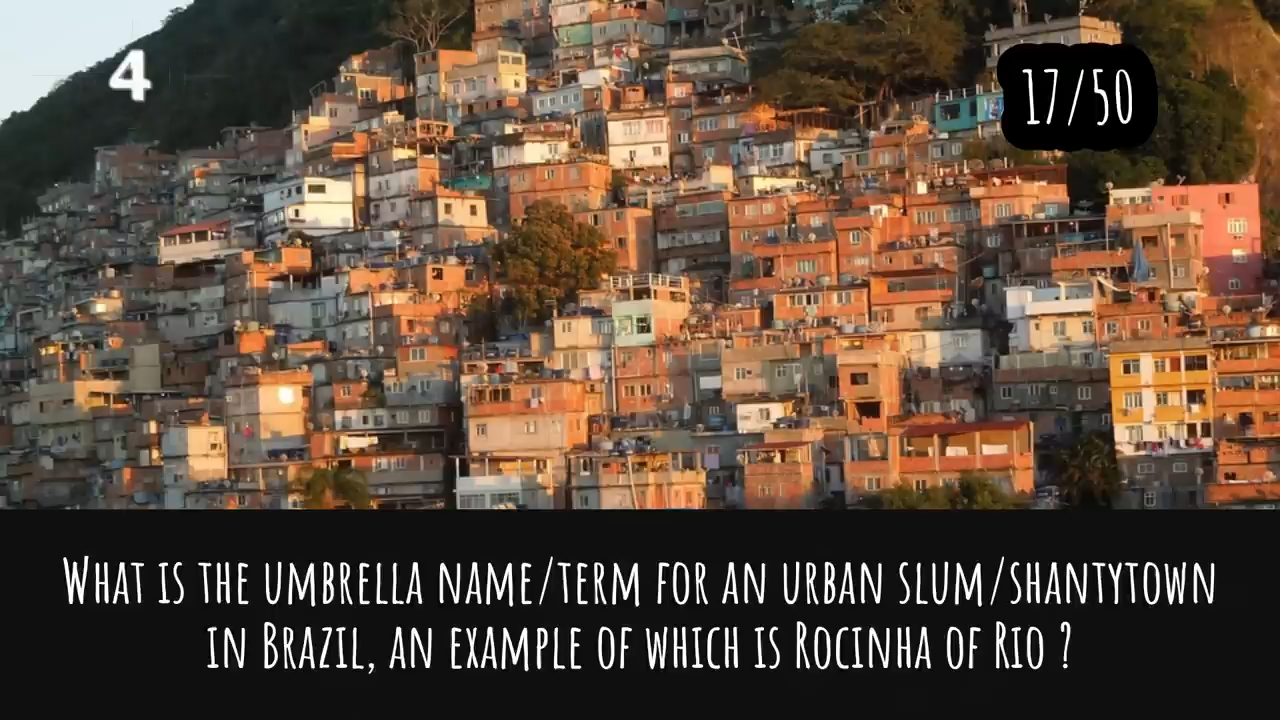 4
17/50
What is the umbrella name/term for an urban slum/shantytown
in Brazil, an example of which is Rocinha of Rio ?